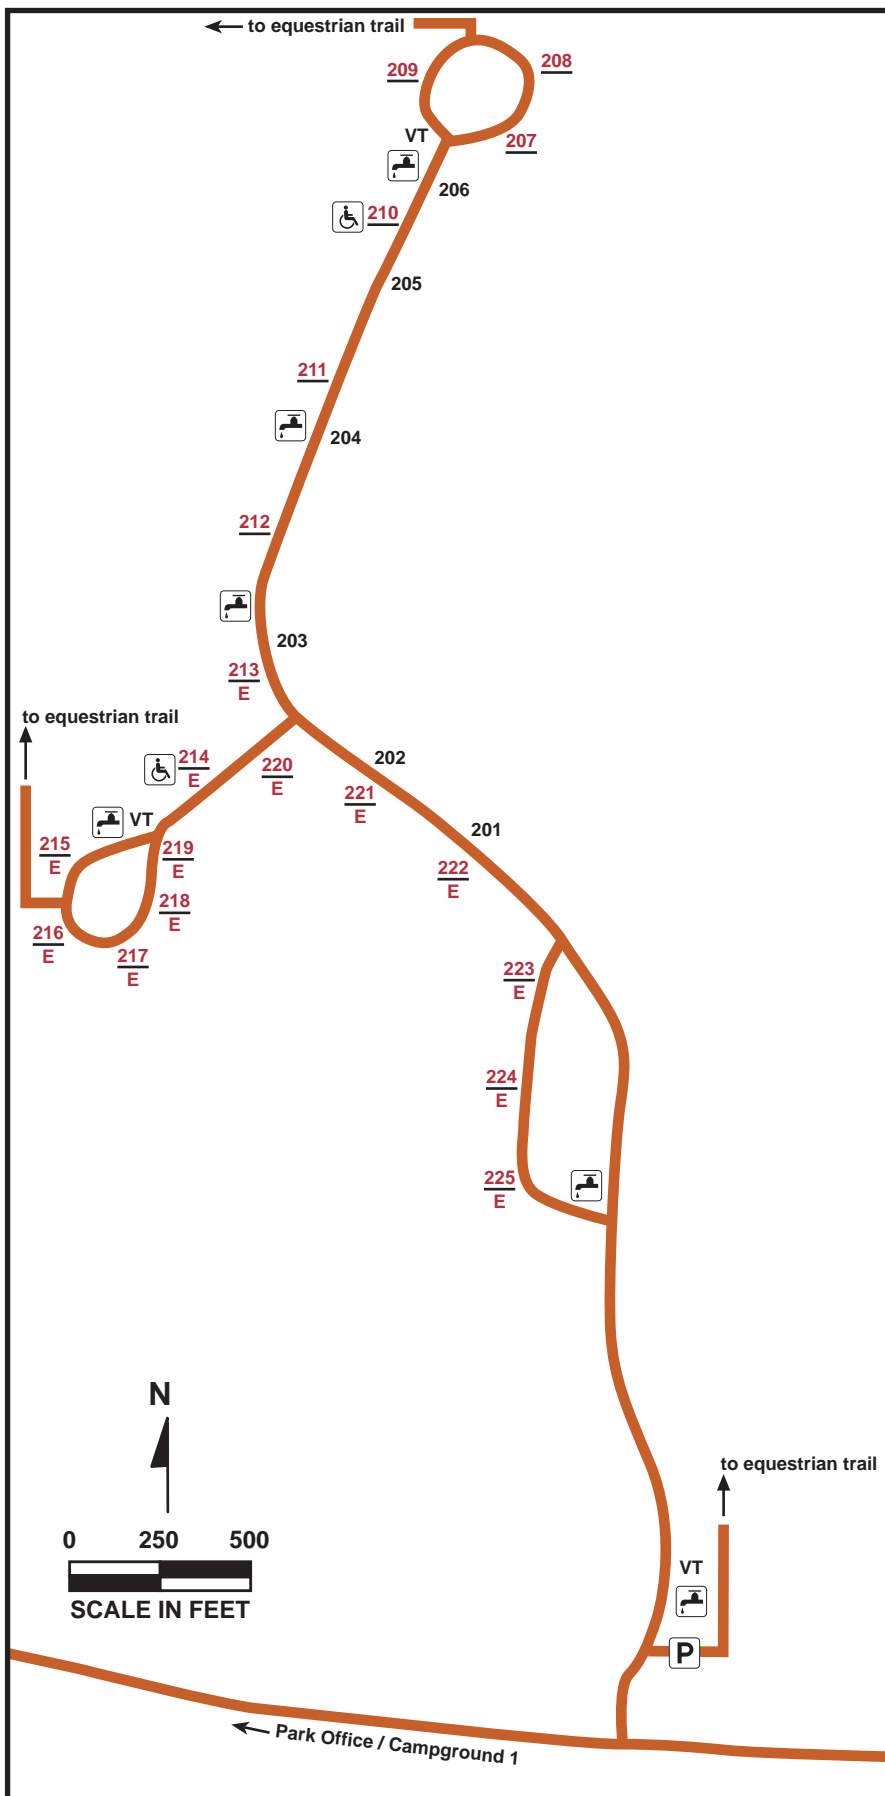 to equestrian trail
209
208
VT
207
206
210
205
211
204
212
203
213
E
to equestrian trail
214
E
220
E
202
221
E
VT
201
215
E
219
E
222
E
218
E
216
E
217
E
223
E
224
E
225
E
N
to equestrian trail
0 250 500
SCALE IN FEET
VT
P
Park Office / Campground 1